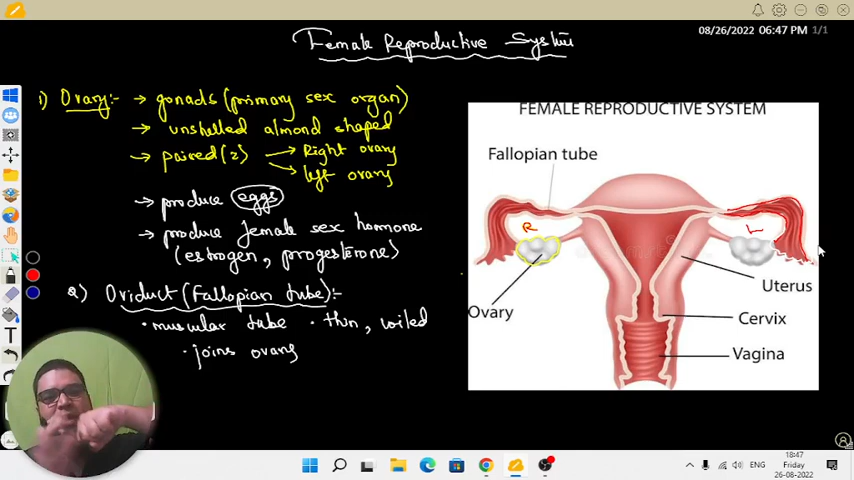 08/26/2022 06:47 PM 1/1
Female Reproductive System
1) Ovary:- → gonads (primary sex organ)
→ unshelled almond shaped
→ paired (2) → Right ovary
→ left ovary
→ produce eggs
→ produce female sex hormone
(estrogen, progesterone)
2) Oviduct (Fallopian tube):-
• muscular tube • thin, coiled
• joins ovary
FEMALE REPRODUCTIVE SYSTEM
Fallopian tube
R
L
Ovary
Uterus
Cervix
Vagina
ENG
18:47
Friday
26-08-2022